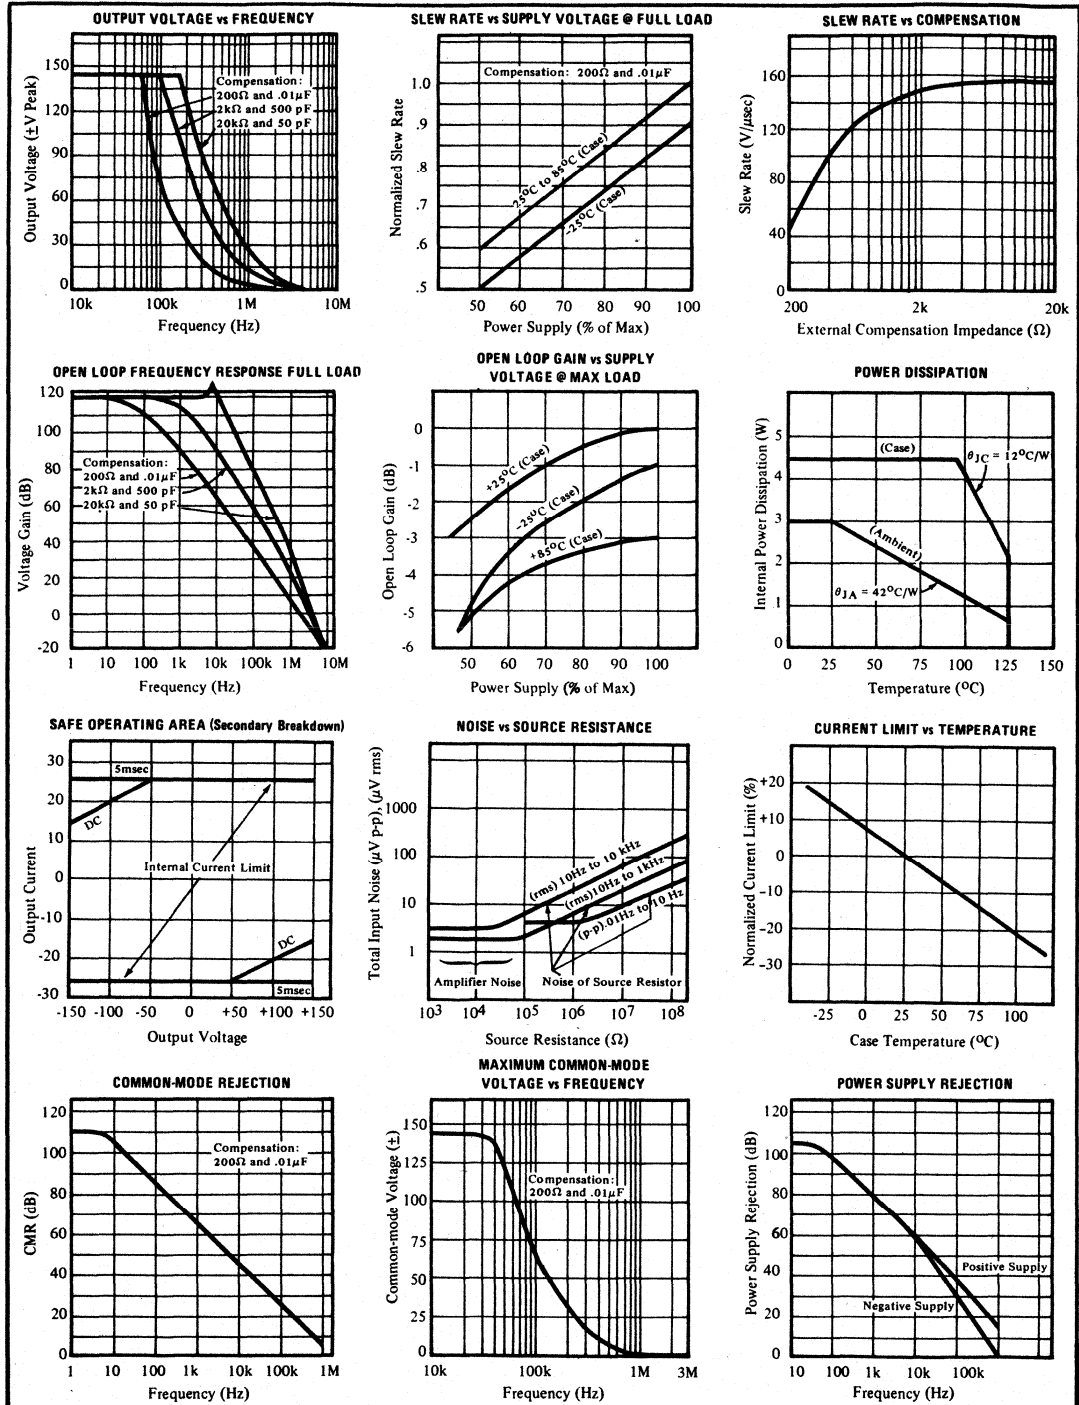 OUTPUT VOLTAGE vs FREQUENCY
Output Voltage (±V Peak)
150
120
90
60
30
0
Compensation:
200Ω and .01µF
2kΩ and 500 pF
20kΩ and 50 pF
10k 100k 1M 10M
Frequency (Hz)
SLEW RATE vs SUPPLY VOLTAGE @ FULL LOAD
Normalized Slew Rate
1.0
.9
.8
.7
.6
.5
Compensation: 200Ω and .01µF
25°C to 85°C (Case)
-25°C (Case)
50 60 70 80 90 100
Power Supply (% of Max)
SLEW RATE vs COMPENSATION
Slew Rate (V/µsec)
160
120
80
40
0
200 2k 20k
External Compensation Impedance (Ω)
OPEN LOOP FREQUENCY RESPONSE FULL LOAD
Voltage Gain (dB)
120
100
80
60
40
20
0
-20
Compensation:
200Ω and .01µF
2kΩ and 500 pF
20kΩ and 50 pF
1 10 100 1k 10k 100k 1M 10M
Frequency (Hz)
OPEN LOOP GAIN vs SUPPLY
VOLTAGE @ MAX LOAD
Open Loop Gain (dB)
0
-1
-2
-3
-4
-5
-6
+25°C (Case)
-25°C (Case)
+85°C (Case)
50 60 70 80 90 100
Power Supply (% of Max)
POWER DISSIPATION
Internal Power Dissipation (W)
5
4
3
2
1
0
(Case)
θJC = 12°C/W
(Ambient)
θJA = 42°C/W
0 25 50 75 100 125 150
Temperature (°C)
SAFE OPERATING AREA (Secondary Breakdown)
Output Current
30
20
10
0
-10
-20
-30
5msec
DC
Internal Current Limit
DC
5msec
-150 -100 -50 0 +50 +100 +150
Output Voltage
NOISE vs SOURCE RESISTANCE
Total Input Noise (µV p-p), (µV rms)
1000
100
10
1
(rms) 10Hz to 10 kHz
(rms) 10Hz to 1kHz
(p-p) .01Hz to 10 Hz
Amplifier Noise
Noise of Source Resistor
10³ 10⁴ 10⁵ 10⁶ 10⁷ 10⁸
Source Resistance (Ω)
CURRENT LIMIT vs TEMPERATURE
Normalized Current Limit (%)
+20
+10
0
-10
-20
-30
-25 0 25 50 75 100
Case Temperature (°C)
COMMON-MODE REJECTION
CMR (dB)
120
100
80
60
40
20
0
Compensation:
200Ω and .01µF
1 10 100 1k 10k 100k 1M
Frequency (Hz)
MAXIMUM COMMON-MODE
VOLTAGE vs FREQUENCY
Common-mode Voltage (±)
150
125
100
75
50
25
0
Compensation:
200Ω and .01µF
10k 100k 1M 3M
Frequency (Hz)
POWER SUPPLY REJECTION
Power Supply Rejection (dB)
120
100
80
60
40
20
0
Positive Supply
Negative Supply
10 100 1k 10k 100k
Frequency (Hz)